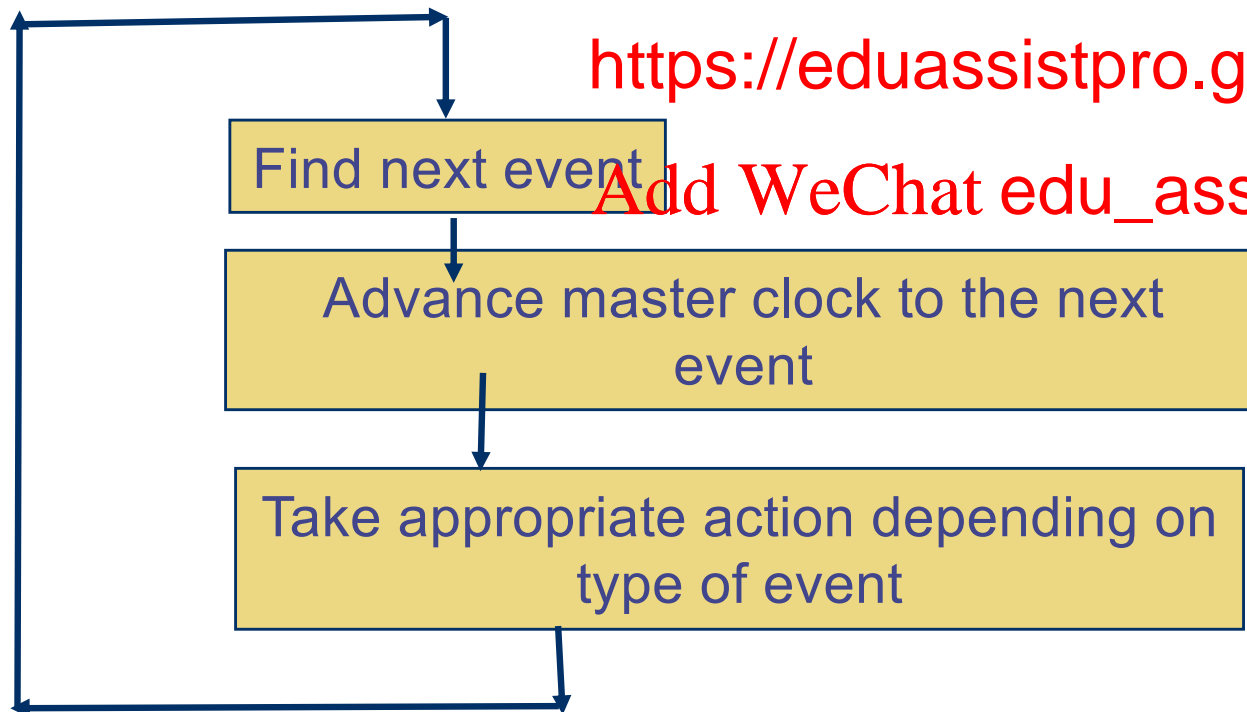 https://eduassistpro.g
Find next event
Add WeChat edu_ass
Advance master clock to the next
event
Take appropriate action depending on
type of event